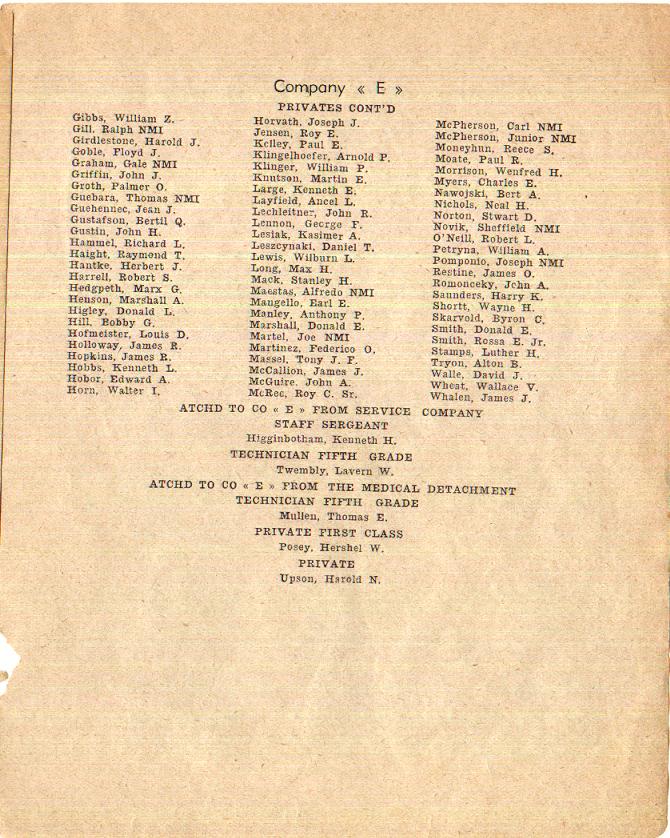 Company « E »
PRIVATES CONT'D
Gibbs, William Z.
Gill, Ralph NMI
Girdlestone, Harold J.
Goble, Floyd J.
Graham, Gale NMI
Griffin, John J.
Groth, Palmer O.
Guebara, Thomas NMI
Guehennec, Jean J.
Gustafson, Bertil Q.
Gustin, John H.
Hammel, Richard L.
Haight, Raymond T.
Hantke, Herbert J.
Harrell, Robert S.
Hedgpeth, Marx G.
Henson, Marshall A.
Higley, Donald L.
Hill, Bobby G.
Hofmeister, Louis D.
Holloway, James R.
Hopkins, James R.
Hobbs, Kenneth L.
Hobor, Edward A.
Horn, Walter I.
Horvath, Joseph J.
Jensen, Roy E.
Kelley, Paul E.
Klingelhoefer, Arnold P.
Klinger, William P.
Knutson, Martin E.
Large, Kenneth E.
Layfield, Ancel L.
Lechleitner, John R.
Lennon, George F.
Lesiak, Kasimer A.
Leszcynaki, Daniel T.
Lewis, Wilburn L.
Long, Max H.
Mack, Stanley H.
Maestas, Alfredo NMI
Mangello, Earl E.
Manley, Anthony P.
Marshall, Donald E.
Martel, Joe NMI
Martinez, Federico O.
Massel, Tony J. F.
McCallion, James J.
McGuire, John A.
McRee, Roy C. Sr.
McPherson, Carl NMI
McPherson, Junior NMI
Moneyhun, Reece S.
Moate, Paul R.
Morrison, Wenfred H.
Myers, Charles E.
Nawojski, Bert A.
Nichols, Neal H.
Norton, Stwart D.
Novik, Sheffield NMI
O'Neill, Robert L.
Petryna, William A.
Pomponio, Joseph NMI
Restine, James O.
Romonceky, John A.
Saunders, Harry K.
Shortt, Wayne H.
Skarvold, Byron C.
Smith, Donald E.
Smith, Rossa E. Jr.
Stamps, Luther H.
Tryon, Alton B.
Walle, David J.
Wheat, Wallace V.
Whalen, James J.
ATCHD TO CO « E » FROM SERVICE COMPANY
STAFF SERGEANT
Higginbotham, Kenneth H.
TECHNICIAN FIFTH GRADE
Twembly, Lavern W.
ATCHD TO CO « E » FROM THE MEDICAL DETACHMENT
TECHNICIAN FIFTH GRADE
Mullen, Thomas E.
PRIVATE FIRST CLASS
Posey, Hershel W.
PRIVATE
Upson, Harold N.